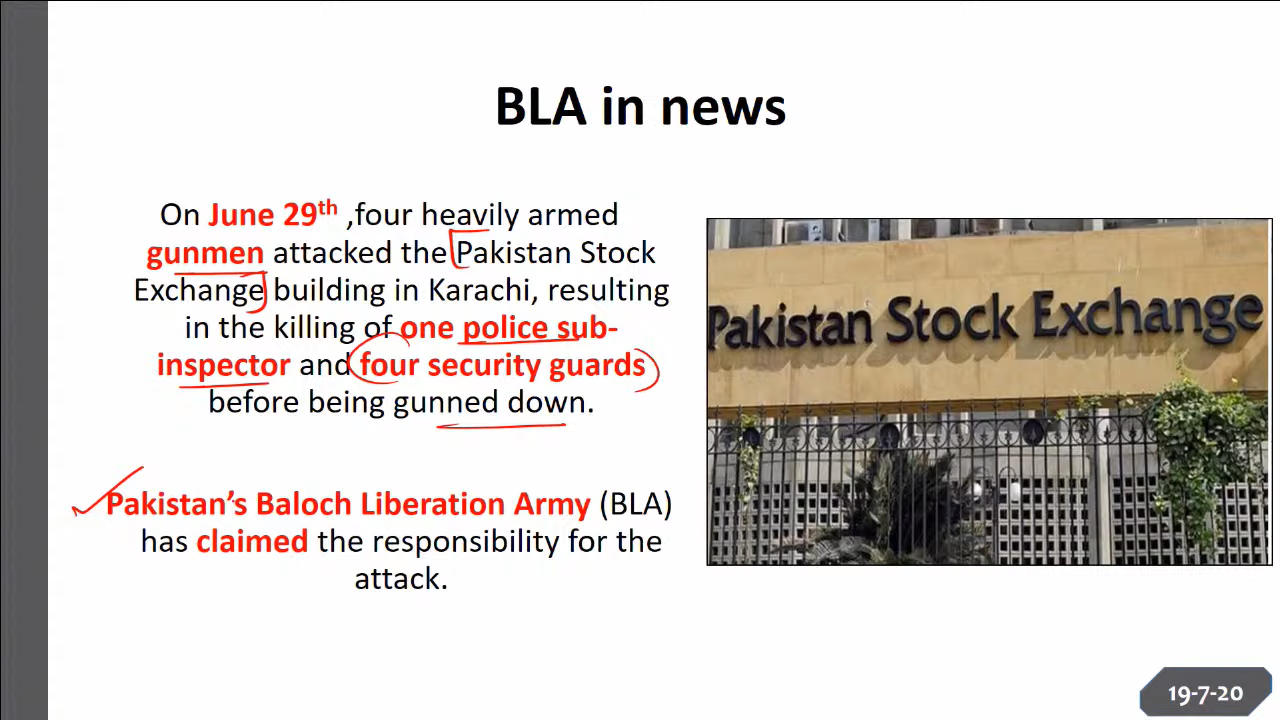 BLA in news
On June 29th ,four heavily armed
gunmen attacked the Pakistan Stock
Exchange building in Karachi, resulting
in the killing of one police sub-
inspector and four security guards
before being gunned down.
Pakistan's Baloch Liberation Army (BLA)
has claimed the responsibility for the
attack.
Pakistan Stock Exchange
19-7-20